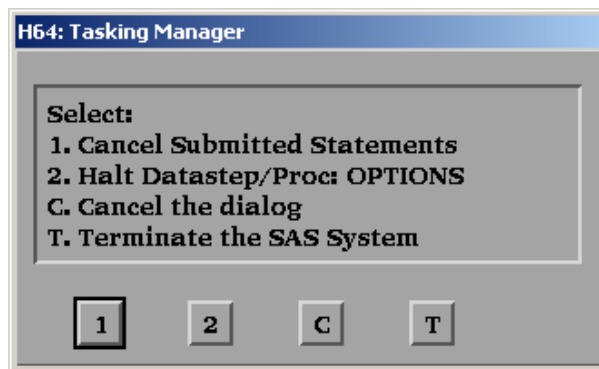 H64: Tasking Manager
Select:
1. Cancel Submitted Statements
2. Halt Datastep/Proc: OPTIONS
C. Cancel the dialog
T. Terminate the SAS System
1 2 C T